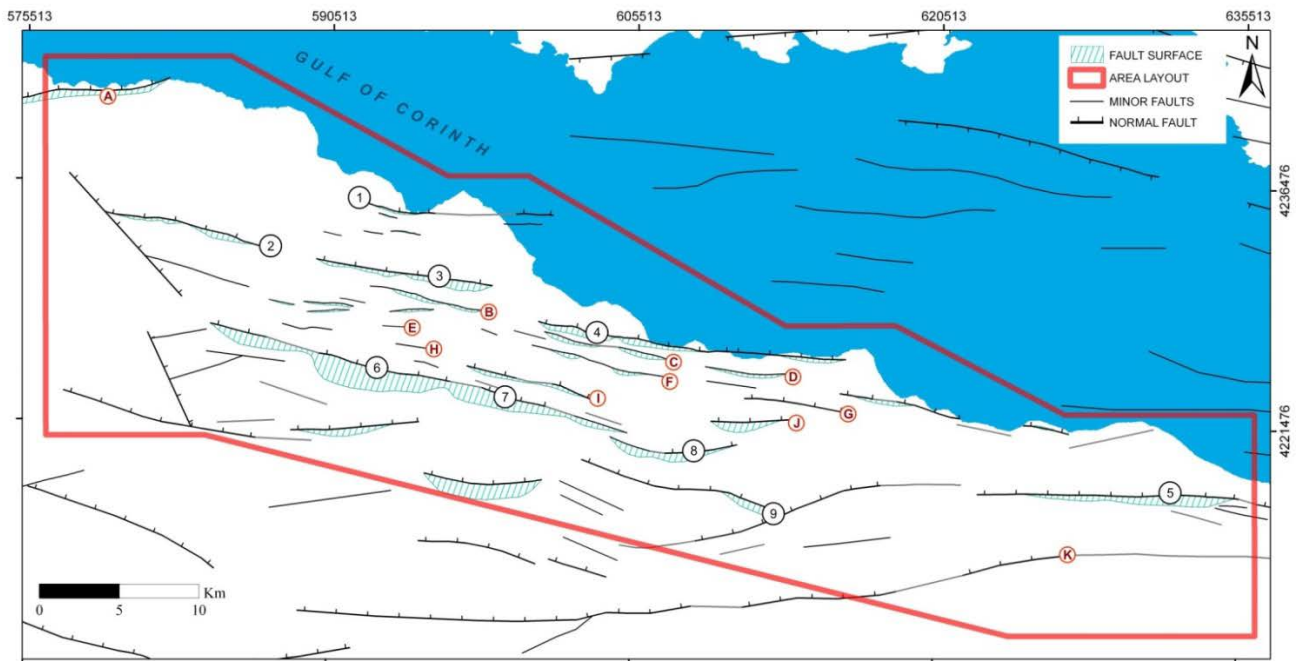 575513 590513 605513 620513 635513
GULF OF CORINTH
N
FAULT SURFACE
AREA LAYOUT
MINOR FAULTS
NORMAL FAULT
A
4236476
1
2
3
B
E
4
H
C
6
F
D
7
I
G
J
4221476
8
5
9
K
Km
0 5 10